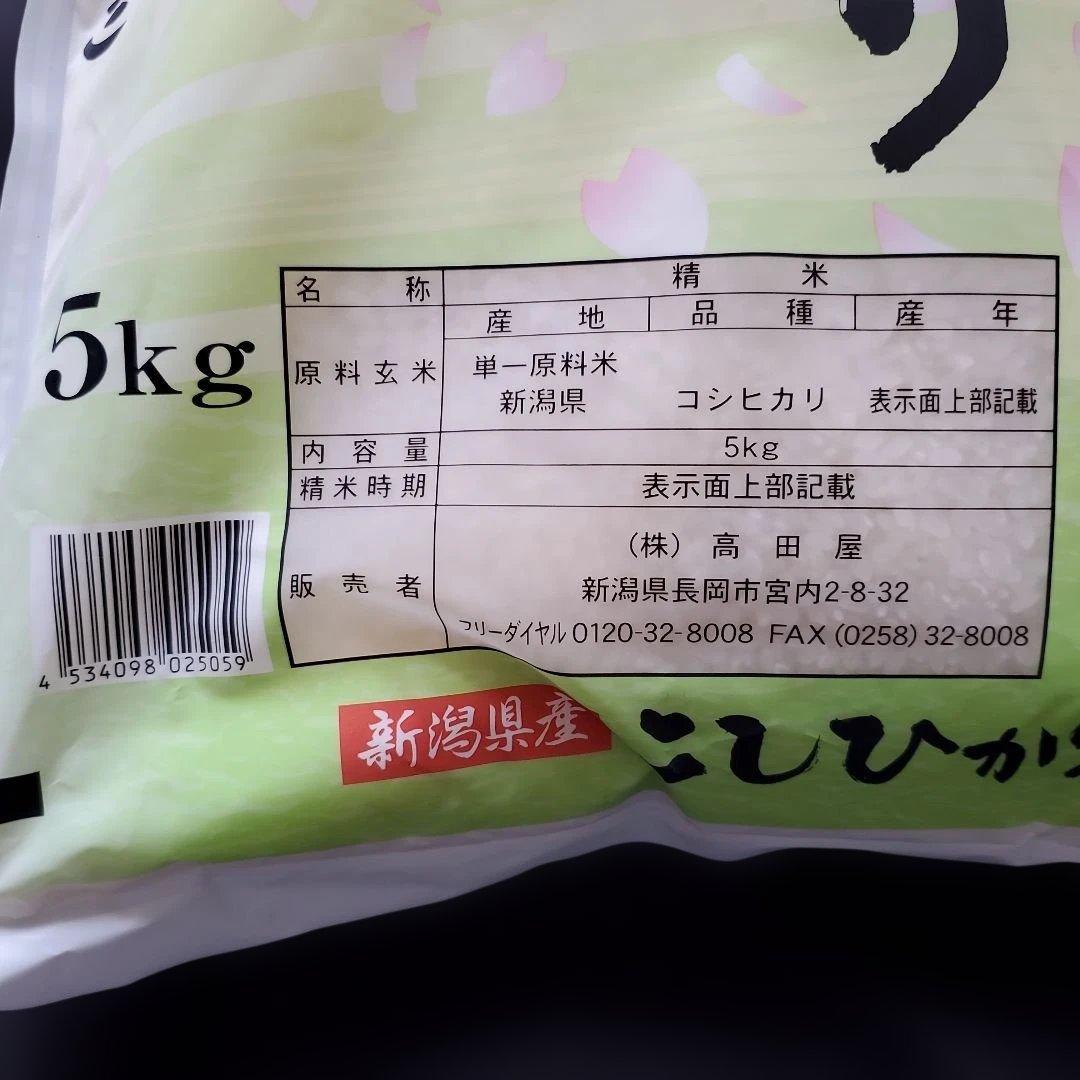 り
5kg
名称 精米
産地 品種 産年
原料玄米 単一原料米
新潟県 コシヒカリ 表示面上部記載
内容量 5kg
精米時期 表示面上部記載
販売者 (株) 高田屋
新潟県長岡市宮内2-8-32
フリーダイヤル 0120-32-8008 FAX (0258) 32-8008
4 534098 025059
新潟県産 こしひか